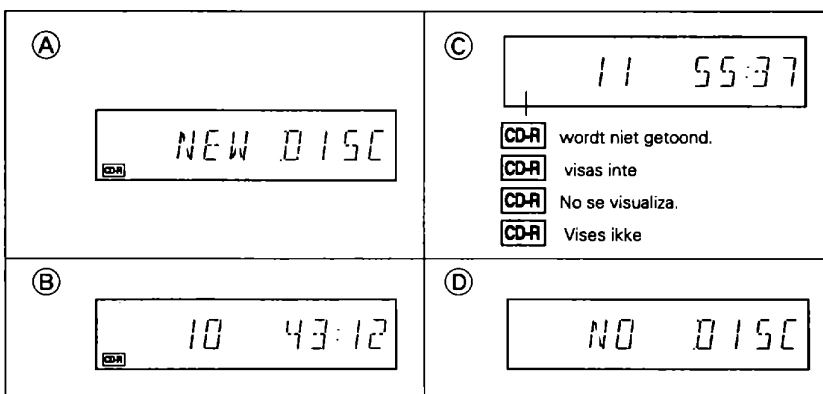 Ⓐ
NEW DISC
CD-R
Ⓑ
10 43:12
CD-R
Ⓒ
11 55:37
CD-R wordt niet getoond.
CD-R visas inte
CD-R No se visualiza.
CD-R Vises ikke
Ⓓ
NO DISC